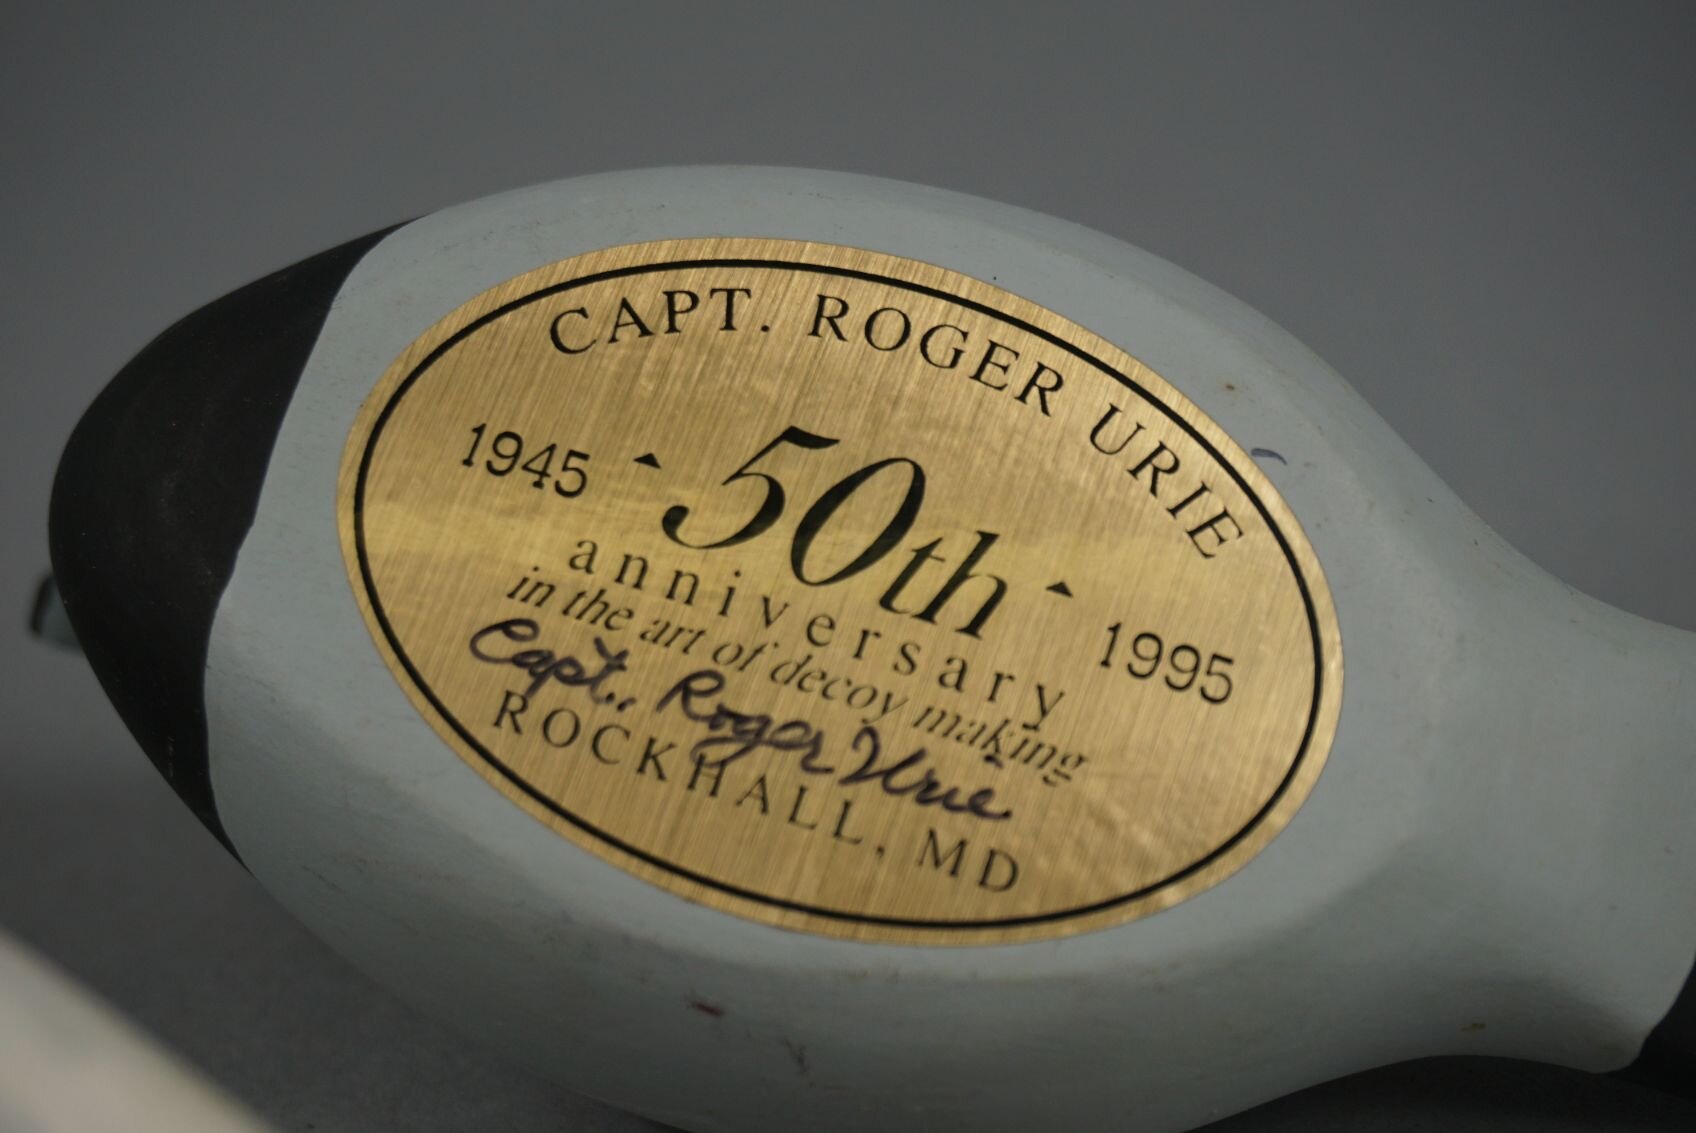 CAPT. ROGER URIE
1945 50th 1995
anniversary
in the art of decoy making
Capt. Roger Urie
ROCKHALL, MD